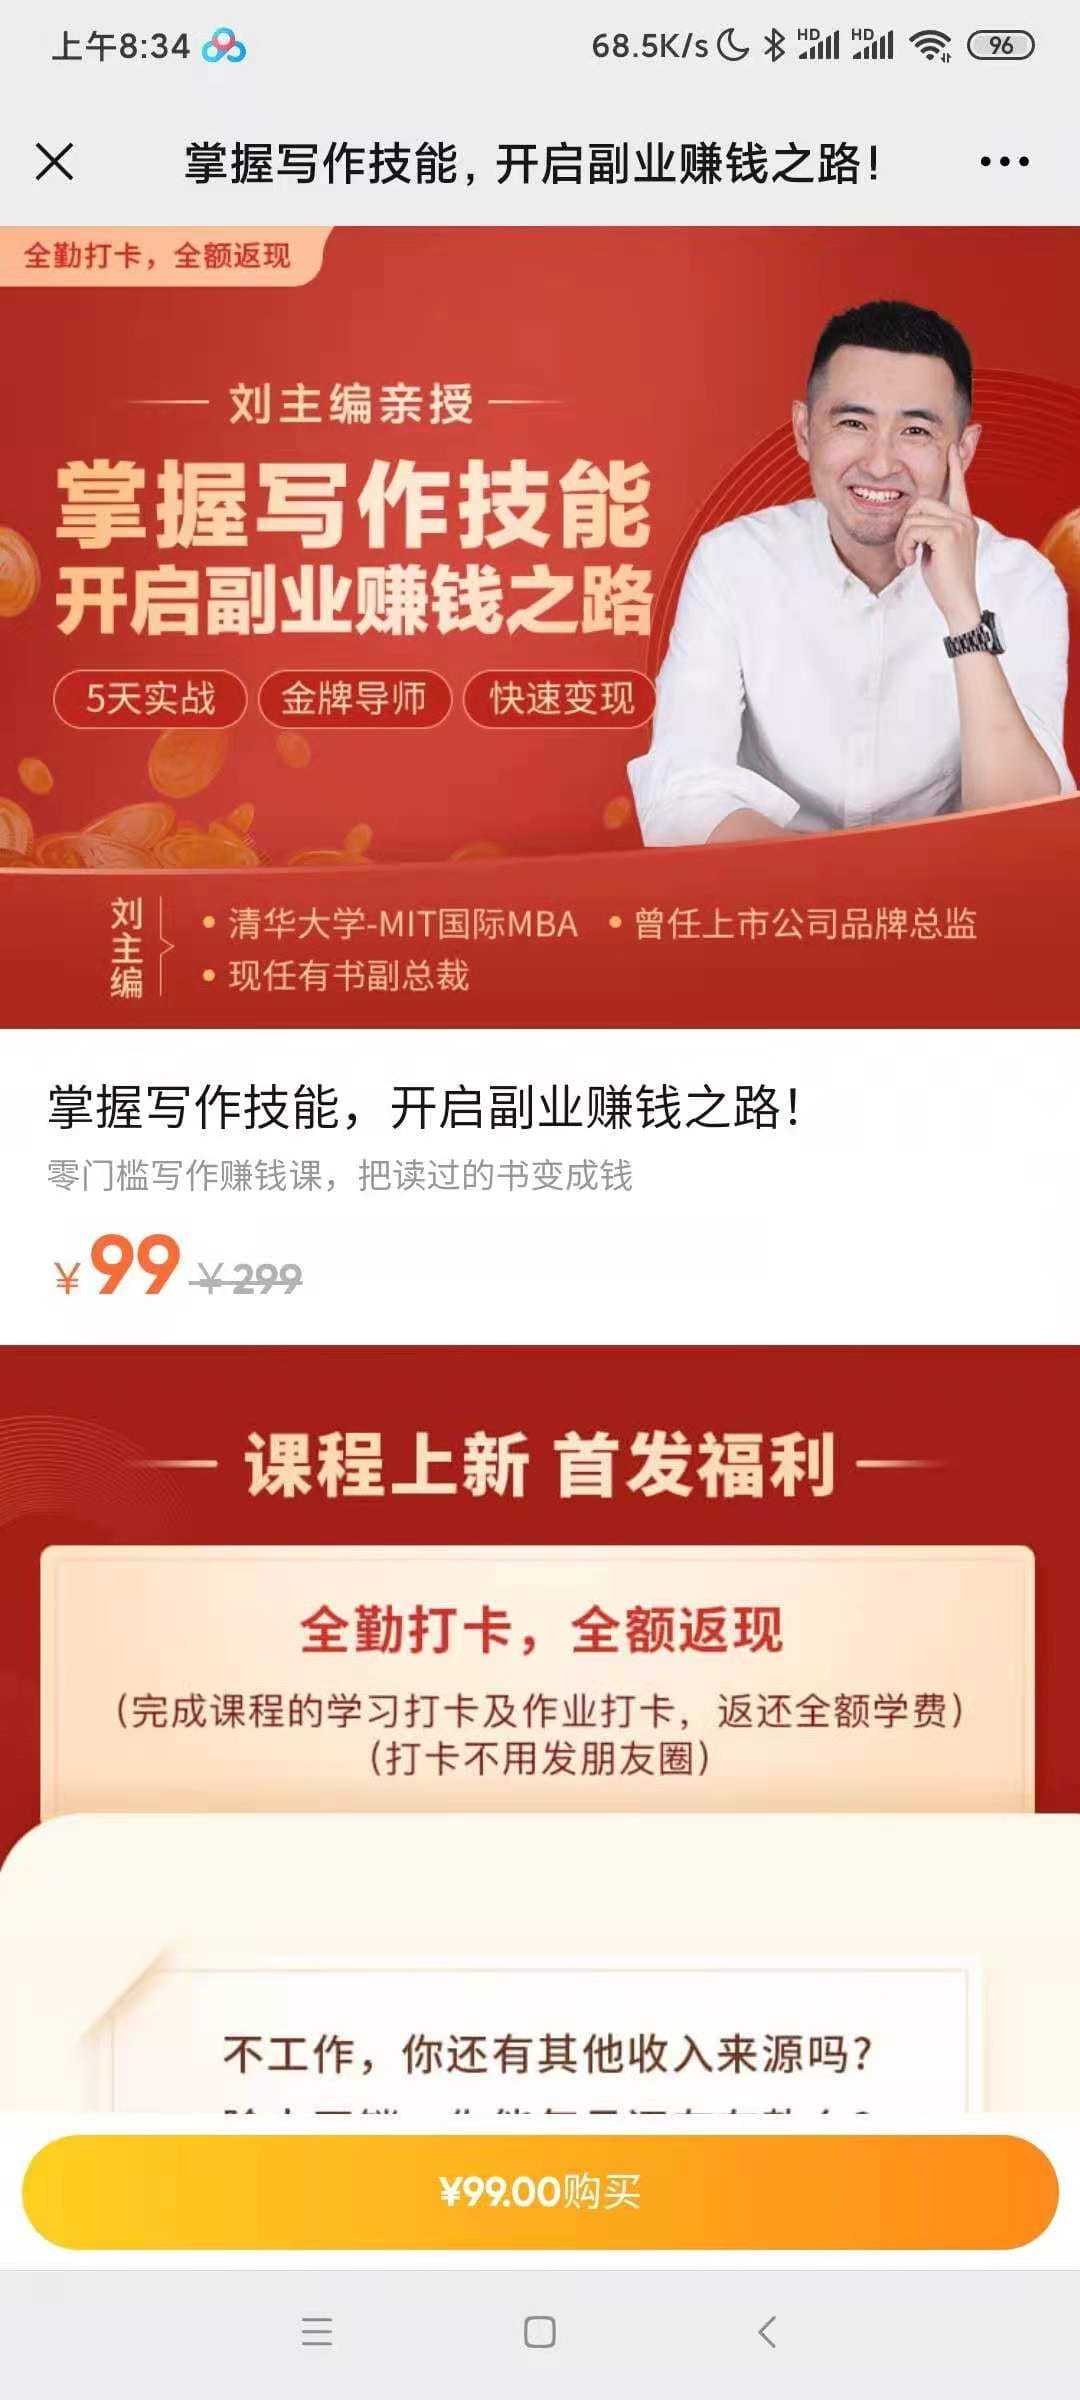 上午8:34
68.5K/s HD HD 96
掌握写作技能，开启副业赚钱之路！
全勤打卡，全额返现
刘主编亲授
掌握写作技能
开启副业赚钱之路
5天实战 金牌导师 快速变现
刘主编
•清华大学-MIT国际MBA •曾任上市公司品牌总监
•现任有书副总裁
掌握写作技能，开启副业赚钱之路！
零门槛写作赚钱课，把读过的书变成钱
¥99 ¥299
课程上新 首发福利
全勤打卡，全额返现
（完成课程的学习打卡及作业打卡，返还全额学费）
（打卡不用发朋友圈）
不工作，你还有其他收入来源吗?
¥99.00购买